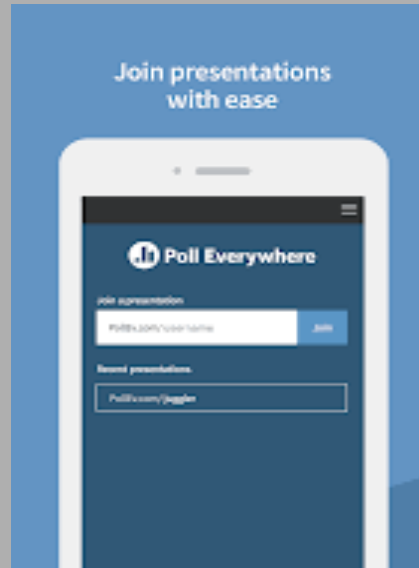 Join presentations
with ease
Poll Everywhere
Join a presentation
PollEv.com/username
Join
Recent presentations
PollEv.com/juggler